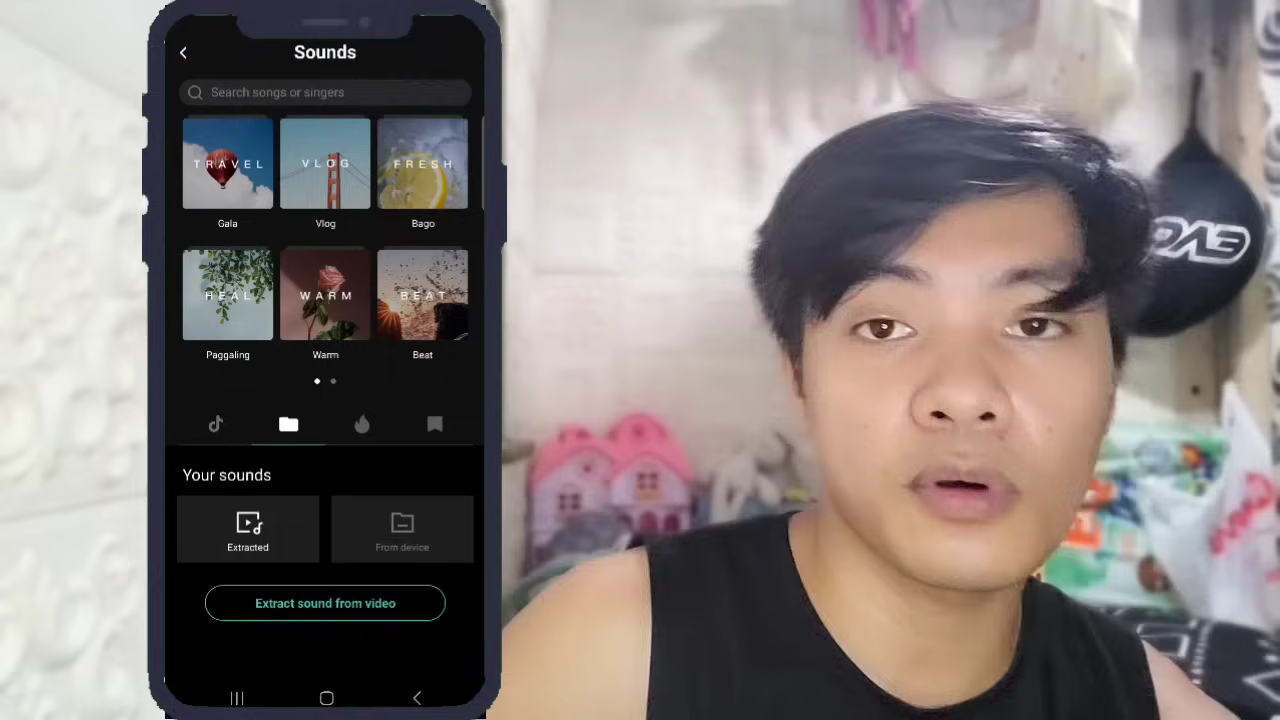 Sounds
Search songs or singers
TRAVEL
VLOG
FRESH
Gala
Vlog
Bago
HEAL
WARM
BEAT
Paggaling
Warm
Beat
Your sounds
Extracted
From device
Extract sound from video